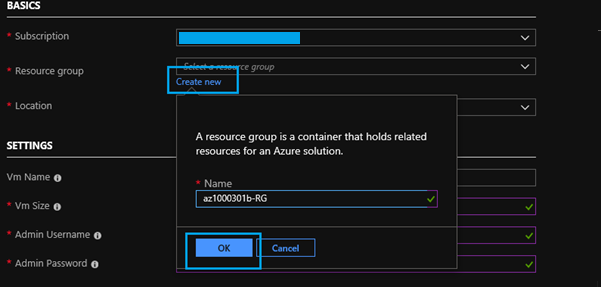 BASICS
* Subscription
* Resource group
Select a resource group
Create new
* Location
A resource group is a container that holds related
resources for an Azure solution.
* Name
az1000301b-RG
OK Cancel
SETTINGS
Vm Name
* Vm Size
* Admin Username
* Admin Password